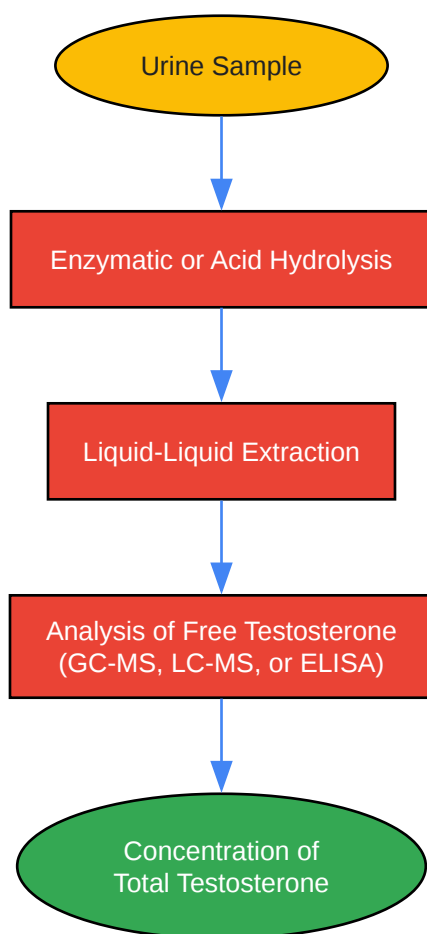 Urine Sample
Enzymatic or Acid Hydrolysis
Liquid-Liquid Extraction
Analysis of Free Testosterone
(GC-MS, LC-MS, or ELISA)
Concentration of
Total Testosterone